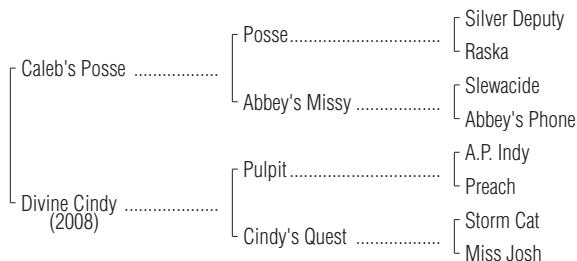 Silver Deputy
Posse........................................
Raska
Caleb's Posse ......................
Slewacide
Abbey's Missy ......................
Abbey's Phone
A.P. Indy
Pulpit........................................
Preach
Divine Cindy ........................
(2008)
Storm Cat
Cindy's Quest ......................
Miss Josh